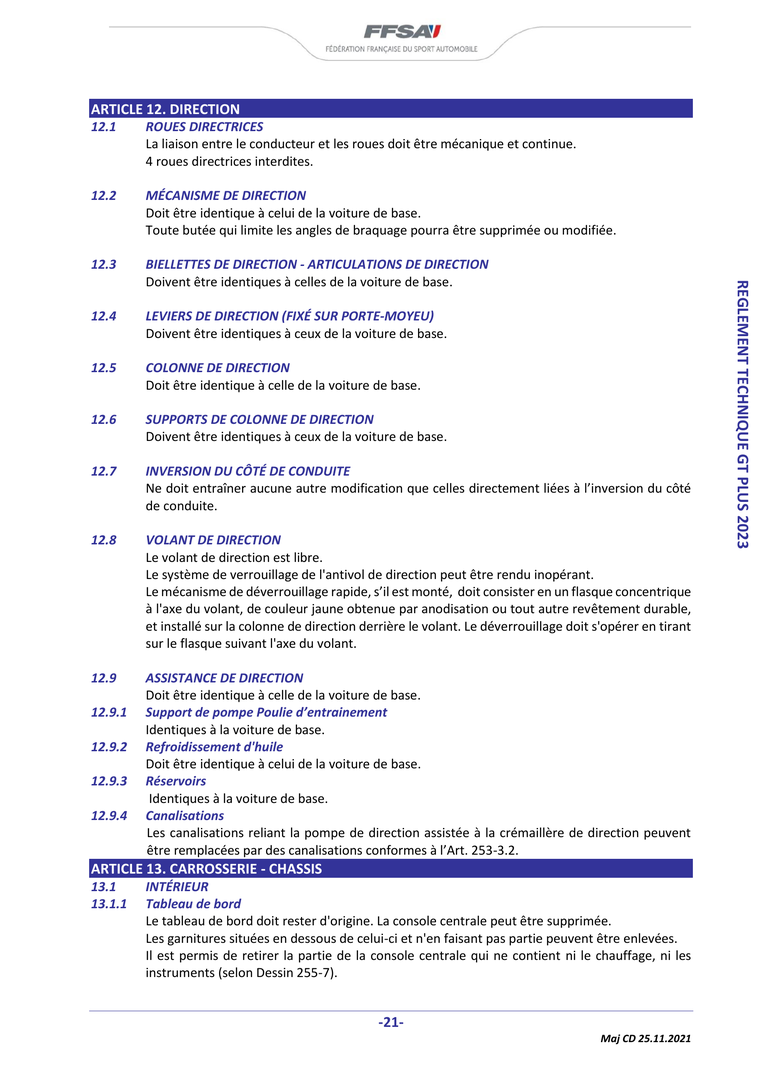 FFSA
FÉDÉRATION FRANÇAISE DU SPORT AUTOMOBILE
ARTICLE 12. DIRECTION
12.1 ROUES DIRECTRICES
La liaison entre le conducteur et les roues doit être mécanique et continue.
4 roues directrices interdites.
12.2 MÉCANISME DE DIRECTION
Doit être identique à celui de la voiture de base.
Toute butée qui limite les angles de braquage pourra être supprimée ou modifiée.
12.3 BIELLETTES DE DIRECTION - ARTICULATIONS DE DIRECTION
Doivent être identiques à celles de la voiture de base.
12.4 LEVIERS DE DIRECTION (FIXÉ SUR PORTE-MOYEU)
Doivent être identiques à ceux de la voiture de base.
12.5 COLONNE DE DIRECTION
Doit être identique à celle de la voiture de base.
12.6 SUPPORTS DE COLONNE DE DIRECTION
Doivent être identiques à ceux de la voiture de base.
12.7 INVERSION DU CÔTÉ DE CONDUITE
Ne doit entraîner aucune autre modification que celles directement liées à l’inversion du côté
de conduite.
12.8 VOLANT DE DIRECTION
Le volant de direction est libre.
Le système de verrouillage de l'antivol de direction peut être rendu inopérant.
Le mécanisme de déverrouillage rapide, s’il est monté, doit consister en un flasque concentrique
à l'axe du volant, de couleur jaune obtenue par anodisation ou tout autre revêtement durable,
et installé sur la colonne de direction derrière le volant. Le déverrouillage doit s'opérer en tirant
sur le flasque suivant l'axe du volant.
12.9 ASSISTANCE DE DIRECTION
Doit être identique à celle de la voiture de base.
12.9.1 Support de pompe Poulie d’entrainement
Identiques à la voiture de base.
12.9.2 Refroidissement d'huile
Doit être identique à celui de la voiture de base.
12.9.3 Réservoirs
Identiques à la voiture de base.
12.9.4 Canalisations
Les canalisations reliant la pompe de direction assistée à la crémaillère de direction peuvent
être remplacées par des canalisations conformes à l’Art. 253-3.2.
ARTICLE 13. CARROSSERIE - CHASSIS
13.1 INTÉRIEUR
13.1.1 Tableau de bord
Le tableau de bord doit rester d'origine. La console centrale peut être supprimée.
Les garnitures situées en dessous de celui-ci et n'en faisant pas partie peuvent être enlevées.
Il est permis de retirer la partie de la console centrale qui ne contient ni le chauffage, ni les
instruments (selon Dessin 255-7).
REGLEMENT TECHNIQUE GT PLUS 2023
-21-
Maj CD 25.11.2021